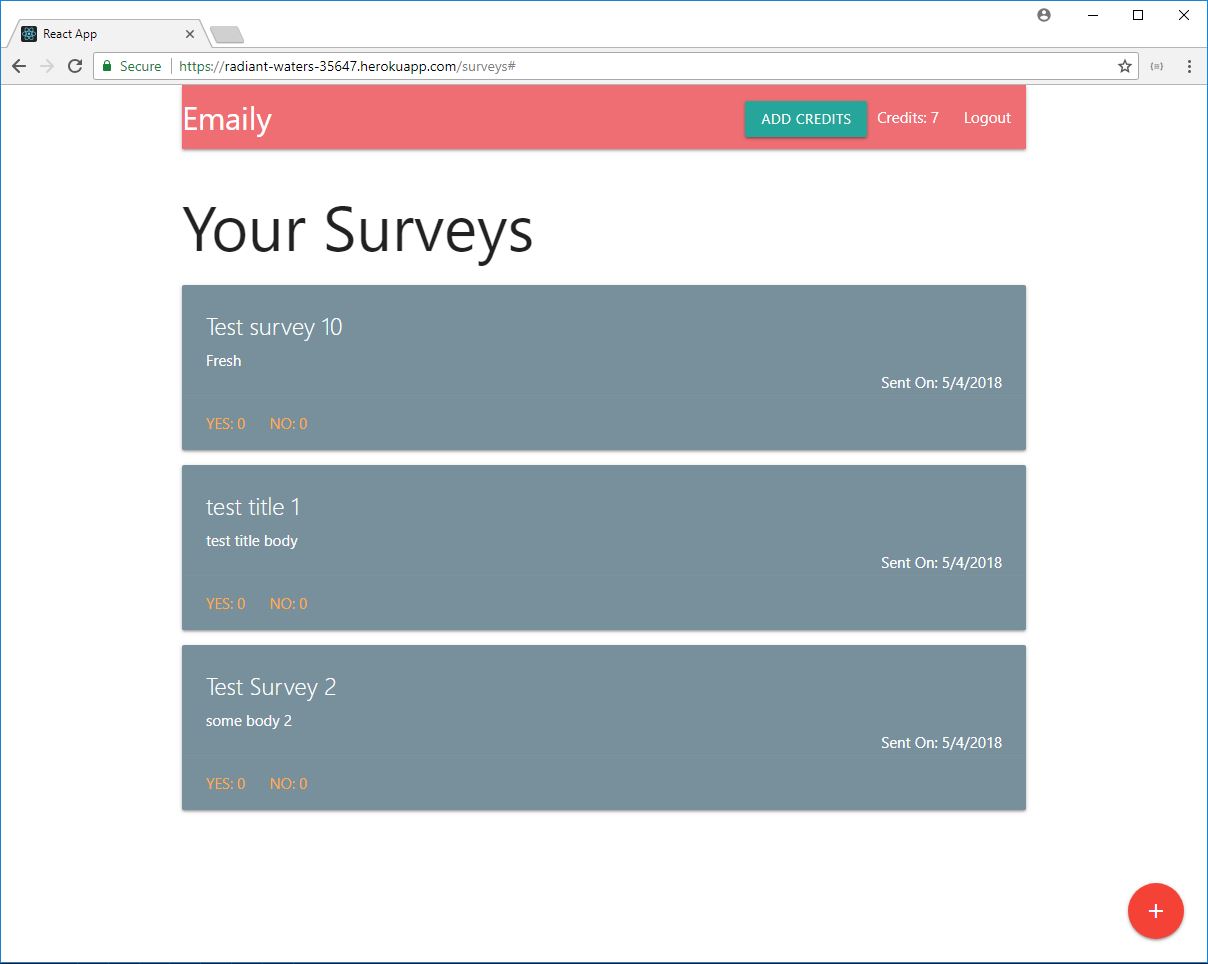 React App
Secure https://radiant-waters-35647.herokuapp.com/surveys#
Emaily ADD CREDITS Credits: 7 Logout
Your Surveys
Test survey 10
Fresh
Sent On: 5/4/2018
YES: 0 NO: 0
test title 1
test title body
Sent On: 5/4/2018
YES: 0 NO: 0
Test Survey 2
some body 2
Sent On: 5/4/2018
YES: 0 NO: 0